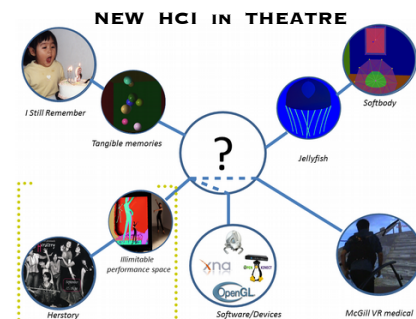 NEW HCI IN THEATRE
I Still Remember
Tangible memories
?
Jellyfish
Softbody
Illimitable
performance space
Herstory
xna
OpenGL
Software/Devices
McGill VR medical